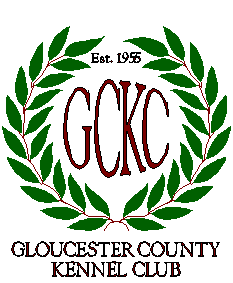 Est. 1955
GCKC
GLOUCESTER COUNTY
KENNEL CLUB